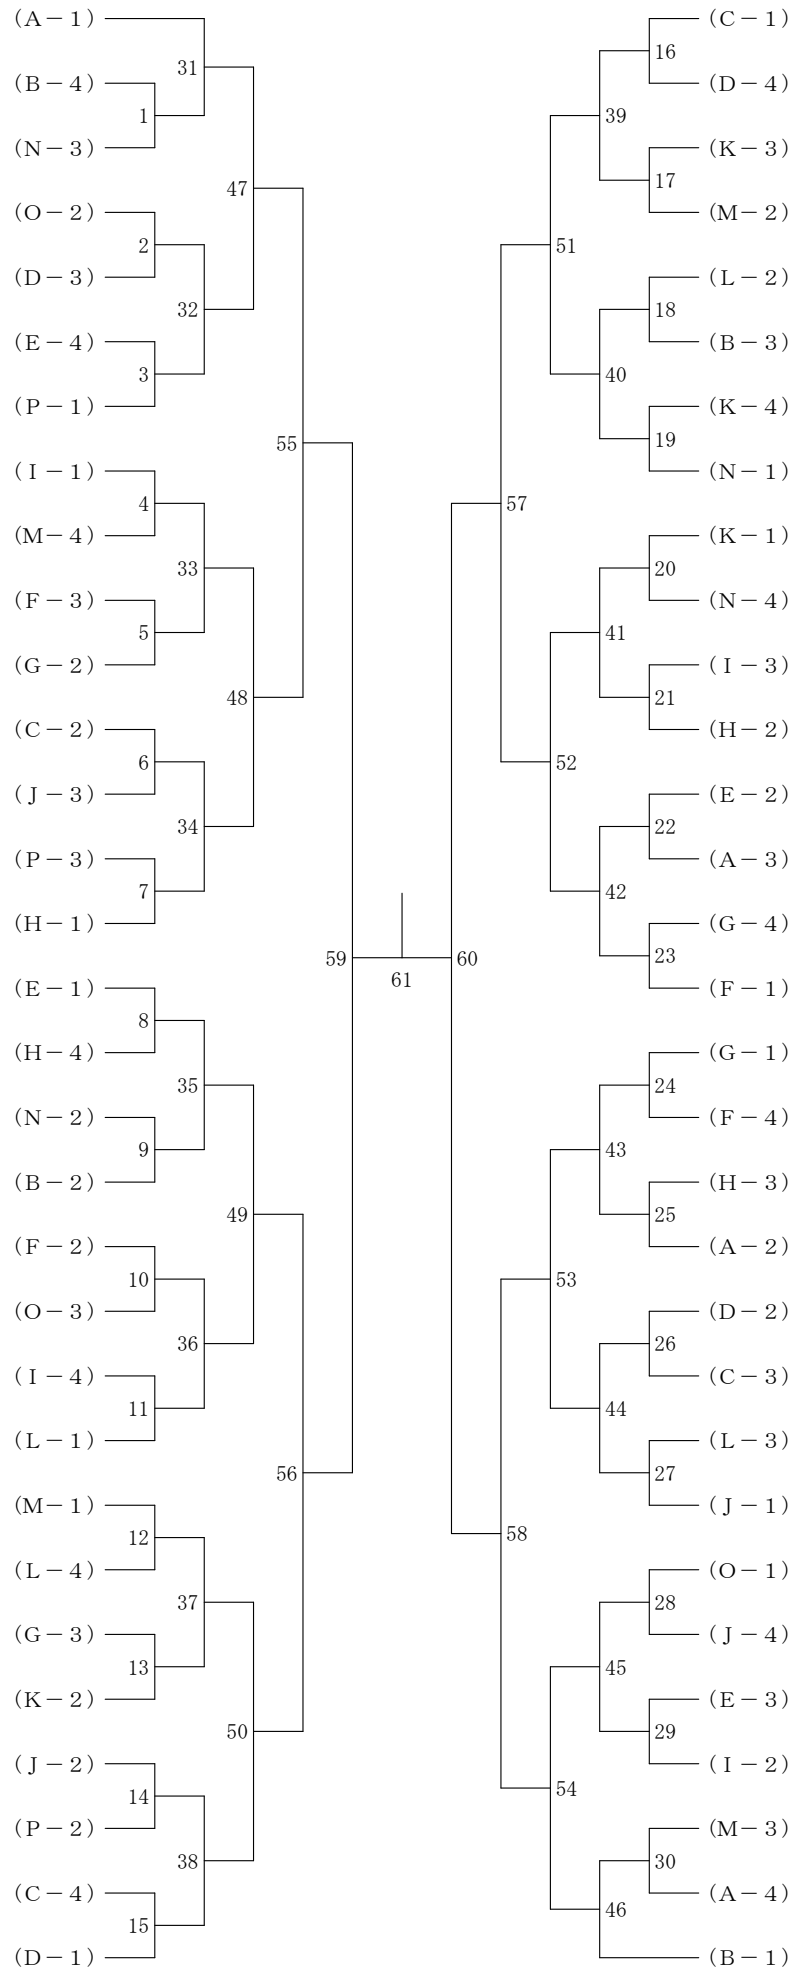 (A-1)
(B-4)
(N-3)
(O-2)
(D-3)
(E-4)
(P-1)
(I-1)
(M-4)
(F-3)
(G-2)
(C-2)
(J-3)
(P-3)
(H-1)
(E-1)
(H-4)
(N-2)
(B-2)
(F-2)
(O-3)
(I-4)
(L-1)
(M-1)
(L-4)
(G-3)
(K-2)
(J-2)
(P-2)
(C-4)
(D-1)
1
2
3
4
5
6
7
8
9
10
11
12
13
14
15
31
32
33
34
35
36
37
38
47
48
49
50
55
56
59
61
60
57
58
51
52
53
54
39
40
41
42
43
44
45
46
16
17
18
19
20
21
22
23
24
25
26
27
28
29
30
(C-1)
(D-4)
(K-3)
(M-2)
(L-2)
(B-3)
(K-4)
(N-1)
(K-1)
(N-4)
(I-3)
(H-2)
(E-2)
(A-3)
(G-4)
(F-1)
(G-1)
(F-4)
(H-3)
(A-2)
(D-2)
(C-3)
(L-3)
(J-1)
(O-1)
(J-4)
(E-3)
(I-2)
(M-3)
(A-4)
(B-1)